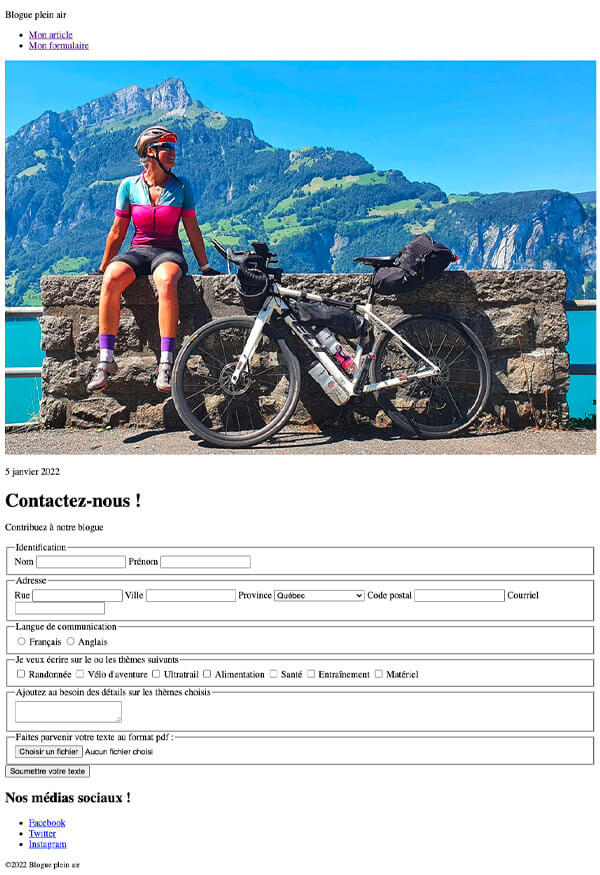 Blogue plein air
Mon article
Mon formulaire
5 janvier 2022
Contactez-nous !
Contribuez à notre blogue
Identification
Nom Prénom
Adresse
Rue Ville Province Québec Code postal Courriel
Langue de communication
Français Anglais
Je veux écrire sur le ou les thèmes suivants
Randonnée Vélo d'aventure Ultratrail Alimentation Santé Entraînement Matériel
Ajoutez au besoin des détails sur les thèmes choisis
Faites parvenir votre texte au format pdf :
Choisir un fichier Aucun fichier choisi
Soumettre votre texte
Nos médias sociaux !
Facebook
Twitter
Instagram
©2022 Blogue plein air